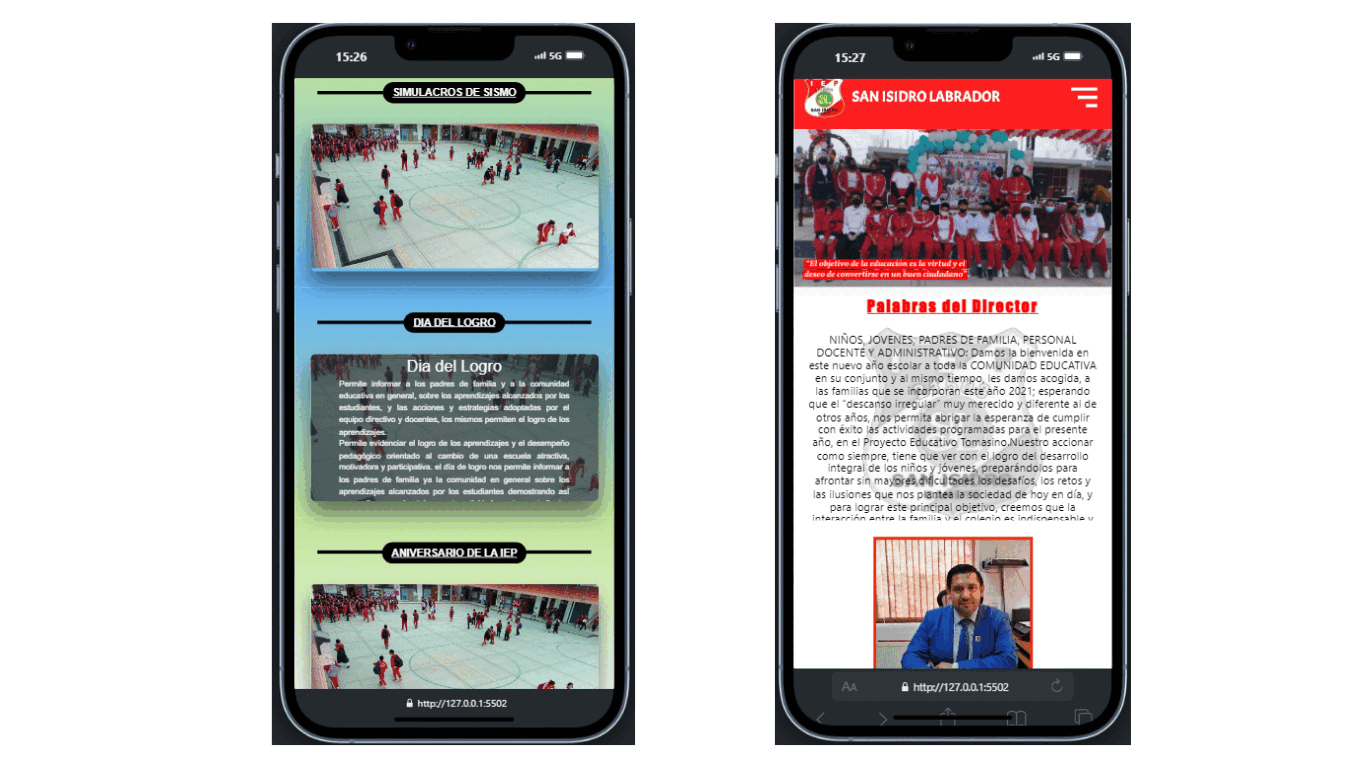 15:26
5G
SIMULACROS DE SISMO
DIA DEL LOGRO
Dia del Logro
Permite informar a los padres de familia y a la comunidad
educativa en general, sobre los aprendizajes alcanzados por los
estudiantes, y las acciones y estrategias adoptadas por el
equipo directivo y docentes, los mismos permiten el logro de los
aprendizajes.
Permite evidenciar el logro de los aprendizajes y el desempeño
pedagógico orientado al cambio de una escuela atractiva,
motivadora y participativa. el día de logro nos permite informar a
los padres de familia ya la comunidad en general sobre los
aprendizajes alcanzados por los estudiantes demostrando así
ANIVERSARIO DE LA IEP
http://127.0.0.1:5502
15:27
5G
I E P
SAN ISIDRO
SAN ISIDRO LABRADOR
"El objetivo de la educación es la virtud y el
deseo de convertirse en un buen ciudadano"
Palabras del Director
NIÑOS, JOVENES, PADRES DE FAMILIA, PERSONAL
DOCENTE Y ADMINISTRATIVO: Damos la bienvenida en
este nuevo año escolar a toda la COMUNIDAD EDUCATIVA
en su conjunto y al mismo tiempo, les damos acogida, a
las familias que se incorporan este año 2021; esperando
que el "descanso irregular" muy merecido y diferente al de
otros años, nos permita abrigar la esperanza de cumplir
con éxito las actividades programadas para el presente
año, en el Proyecto Educativo Tomasino.Nuestro accionar
como siempre, tiene que ver con el logro del desarrollo
integral de los niños y jóvenes, preparándolos para
afrontar sin mayores dificultades los desafíos, los retos y
las ilusiones que nos plantea la sociedad de hoy en día, y
para lograr este principal objetivo, creemos que la
interacción entre la familia y el colegio es indispensable y
AA
http://127.0.0.1:5502